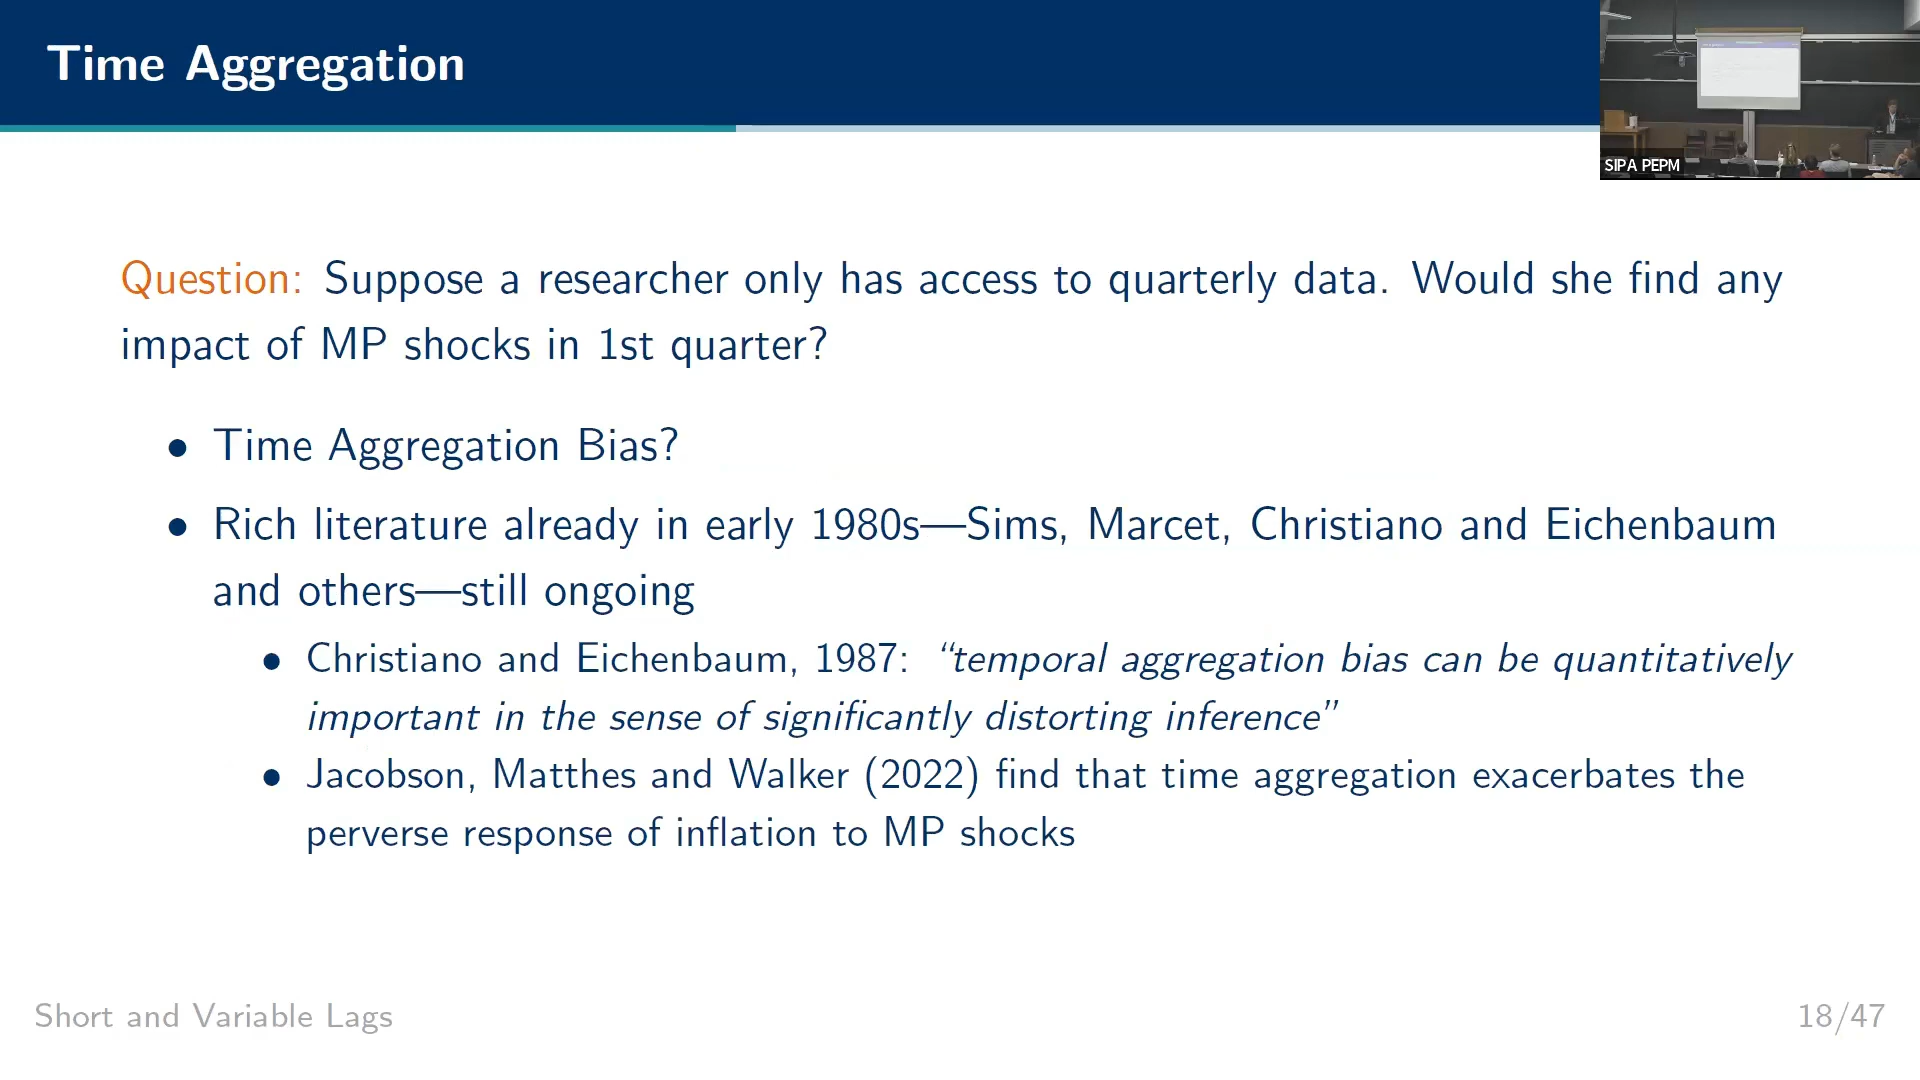 Time Aggregation
SIPA PEPM
Question: Suppose a researcher only has access to quarterly data. Would she find any
impact of MP shocks in 1st quarter?
• Time Aggregation Bias?
• Rich literature already in early 1980s—Sims, Marcet, Christiano and Eichenbaum
and others—still ongoing
• Christiano and Eichenbaum, 1987: “temporal aggregation bias can be quantitatively
important in the sense of significantly distorting inference”
• Jacobson, Matthes and Walker (2022) find that time aggregation exacerbates the
perverse response of inflation to MP shocks
Short and Variable Lags
18/47